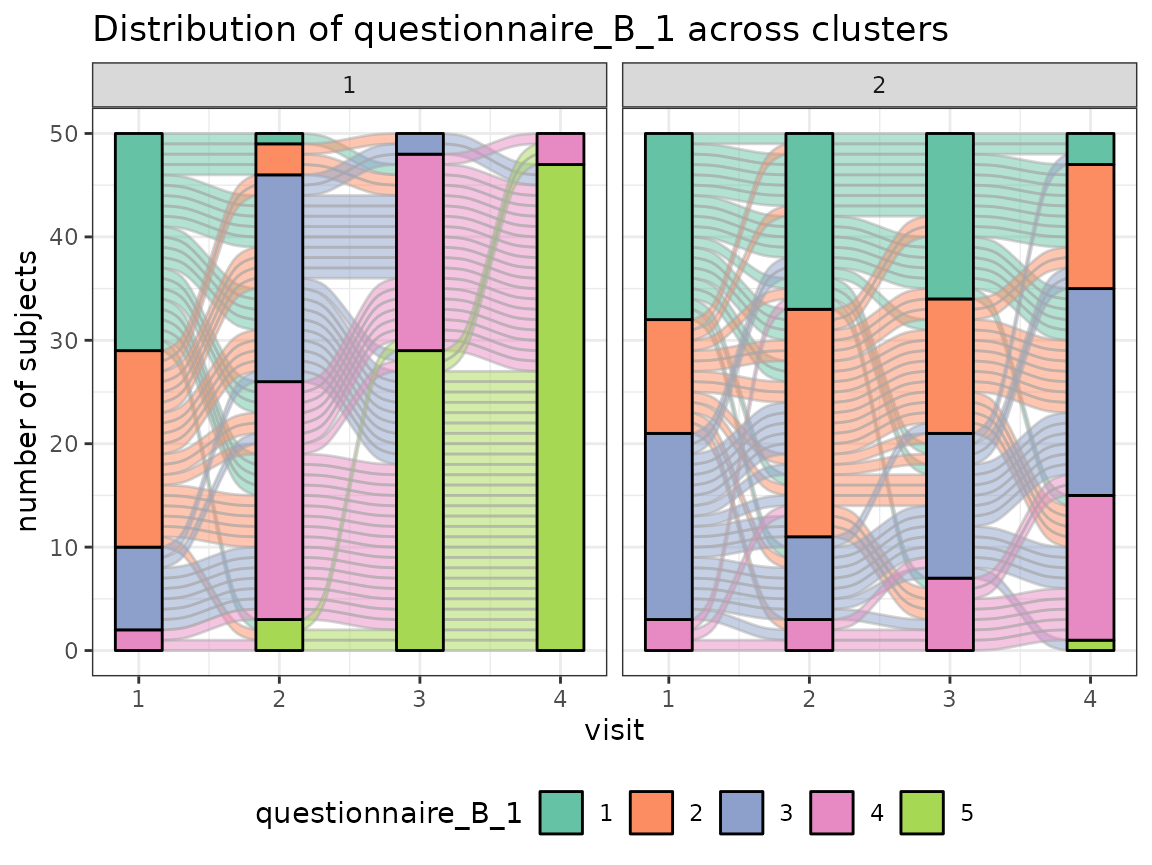 Distribution of questionnaire_B_1 across clusters
1 2
50
40
30
20
10
0
number of subjects
1 2 3 4 1 2 3 4
visit
questionnaire_B_1 1 2 3 4 5